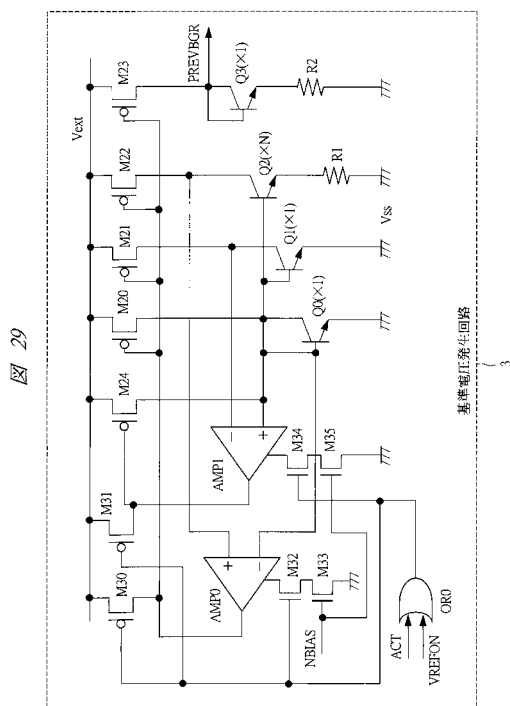 図 29
Vext
M30
M31
M24
M20
M21
M22
M23
PREVBGR
AMP0
AMP1
+
−
−
+
M32
M33
M34
M35
Q0(×1)
Q1(×1)
Q2(×N)
Q3(×1)
R1
R2
Vss
NBIAS
ACT
VREFON
OR0
基準電圧発生回路
3